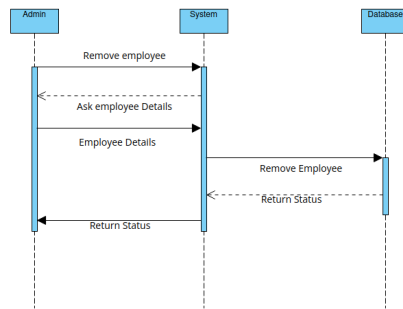 Admin
System
Database
Remove employee
Ask employee Details
Employee Details
Remove Employee
Return Status
Return Status